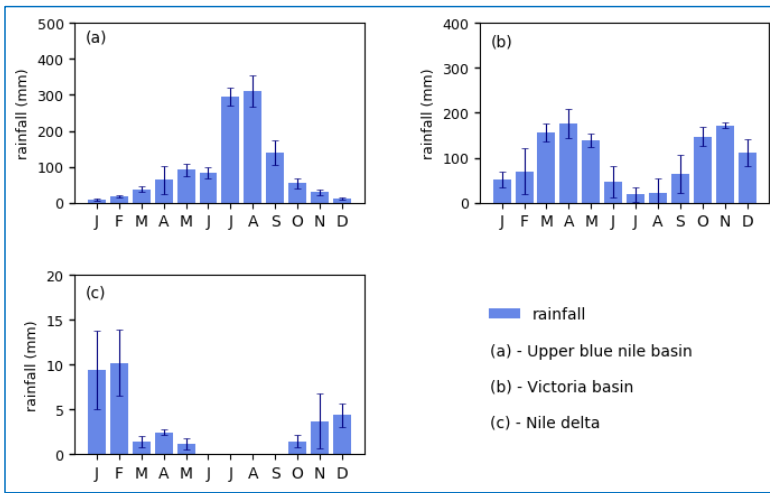 (a)
rainfall (mm)
500
400
300
200
100
0
J F M A M J J A S O N D
(b)
rainfall (mm)
400
300
200
100
0
J F M A M J J A S O N D
(c)
rainfall (mm)
20
15
10
5
0
J F M A M J J A S O N D
rainfall
(a) - Upper blue nile basin
(b) - Victoria basin
(c) - Nile delta